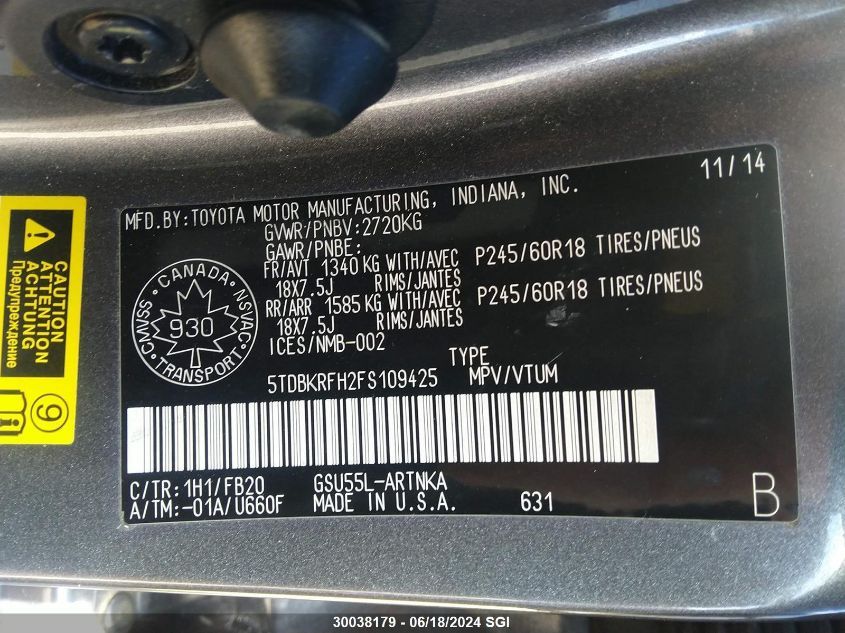 11/14
MFD.BY:TOYOTA MOTOR MANUFACTURING, INDIANA, INC.
GVWR/PNBV:2720KG
GAWR/PNBE:
FR/AVT 1340 KG WITH/AVEC P245/60R18 TIRES/PNEUS
18X7.5J RIMS/JANTES
RR/ARR 1585 KG WITH/AVEC P245/60R18 TIRES/PNEUS
18X7.5J RIMS/JANTES
ICES/NMB-002
TYPE
5TDBKRFH2FS109425 MPV/VTUM
C/TR:1H1/FB20 GSU55L-ARTNKA
A/TM:-01A/U660F MADE IN U.S.A. 631
B
CANADA
CMVSS NSVAC
930
TRANSPORT
CAUTION
ATTENTION
ACHTUNG
Предупреждение
9
30038179 - 06/18/2024 SGI